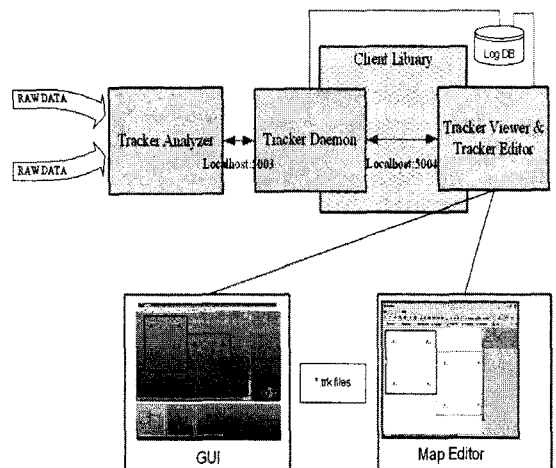 Log DB
Client Library
RAWDATA
RAWDATA
Tracker Analyzer
Tracker Daemon
Tracker Viewer &
Tracker Editor
Localhost:5003
Localhost:5004
*.trk files
GUI
Map Editor